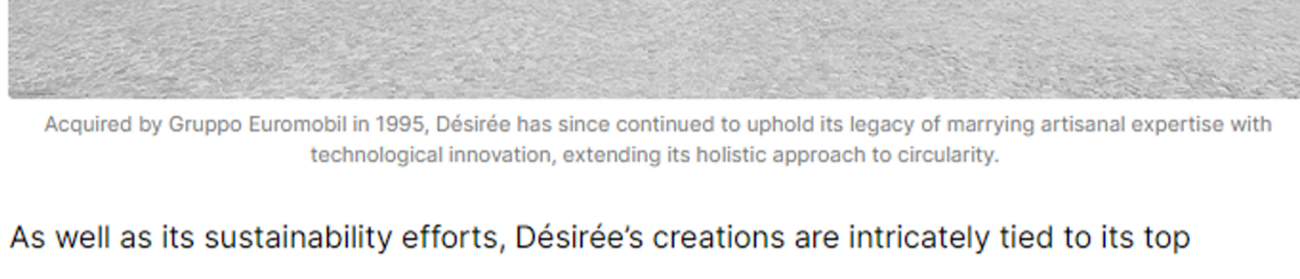 Acquired by Gruppo Euromobil in 1995, Désirée has since continued to uphold its legacy of marrying artisanal expertise with
technological innovation, extending its holistic approach to circularity.
As well as its sustainability efforts, Désirée’s creations are intricately tied to its top